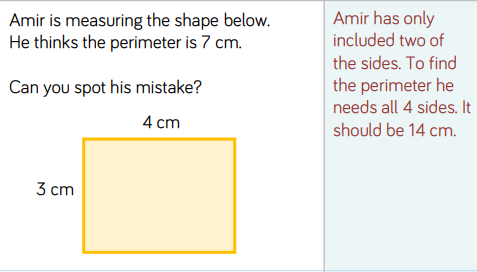 Amir is measuring the shape below.
He thinks the perimeter is 7 cm.
Can you spot his mistake?
4 cm
3 cm
Amir has only
included two of
the sides. To find
the perimeter he
needs all 4 sides. It
should be 14 cm.